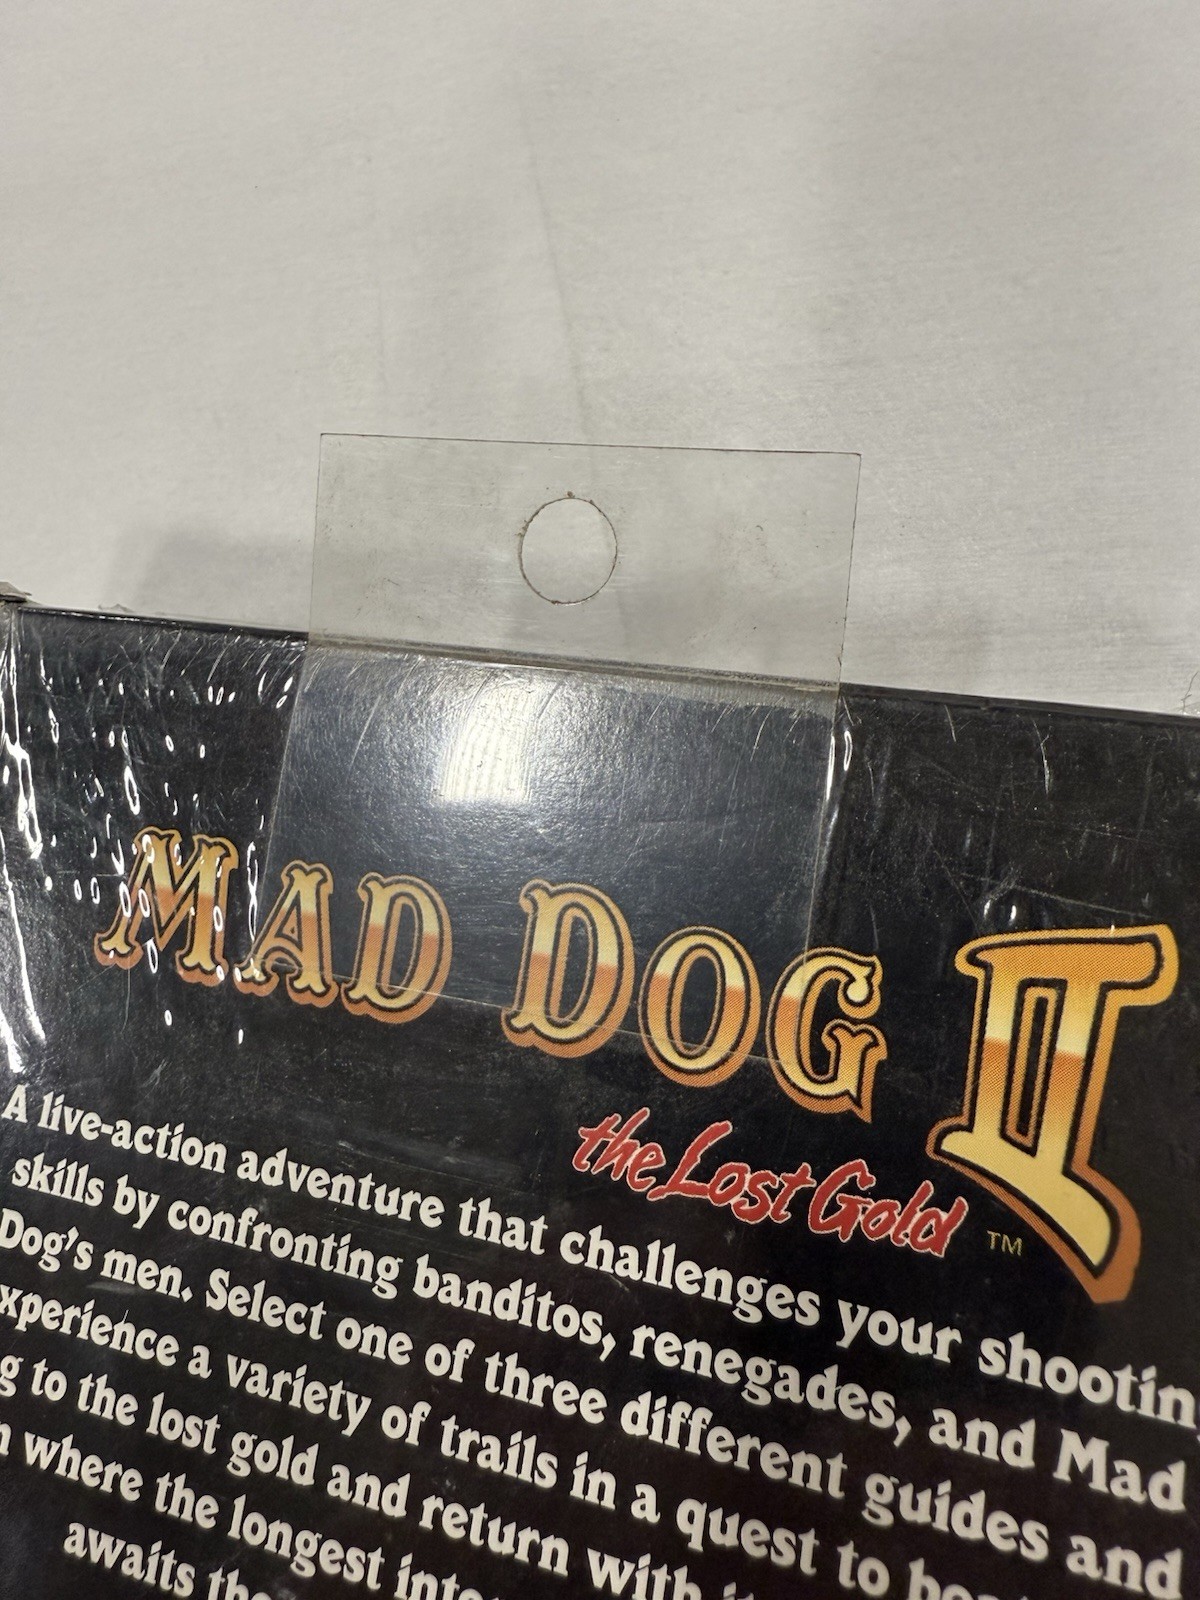 MAD DOG II
the Lost Gold ™
A live-action adventure that challenges your
skills by confronting banditos, renegades, and Mad
Dog's men. Select one of three different guides and
a variety of trails in a quest to
to the lost gold and return with
where the longest
awaits the